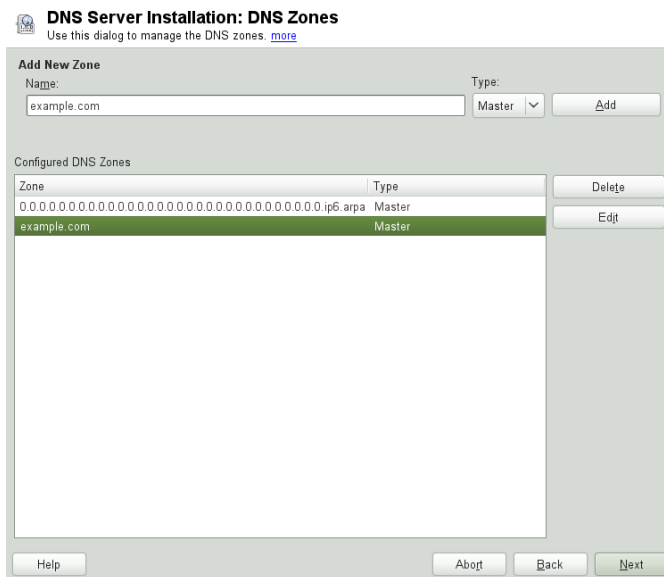 DNS Server Installation: DNS Zones
Use this dialog to manage the DNS zones. more
Add New Zone
Name:
Type:
example.com
Master
Add
Configured DNS Zones
Zone
Type
Delete
0.0.0.0.0.0.0.0.0.0.0.0.0.0.0.0.0.0.0.0.0.0.0.0.0.0.0.0.0.0.0.ip6.arpa Master
Edit
example.com Master
Help
Abort
Back
Next